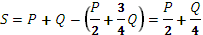 S = P + Q − (P/2 + 3/4 Q) = P/2 + Q/4